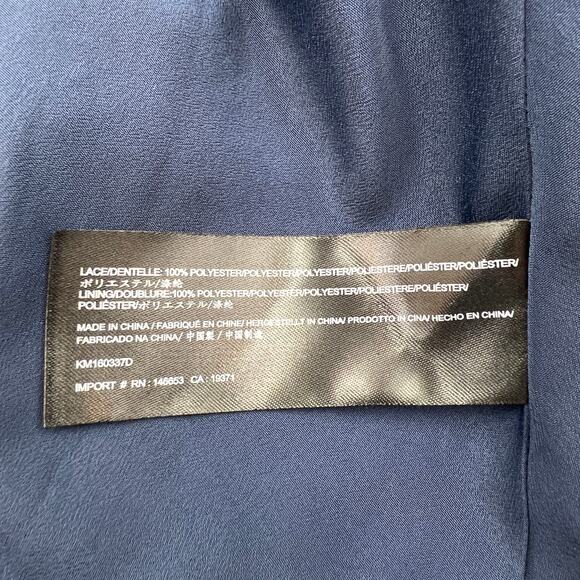 LACE/DENTELLE: 100% POLYESTER/POLYESTER/POLYESTER/POLIESTERE/POLIÉSTER/POLIÉSTER/
ポリエステル/涤纶
LINING/DOUBLURE:100% POLYESTER/POLYESTER/POLYESTER/POLIESTERE/POLIÉSTER/
POLIÉSTER/ポリエステル/涤纶
MADE IN CHINA / FABRIQUÉ EN CHINE/ HERGESTELLT IN CHINA/ PRODOTTO IN CINA/ HECHO EN CHINA/
FABRICADO NA CHINA/ 中国製 / 中国制造
KM160337D
IMPORT # RN : 146653 CA : 19371